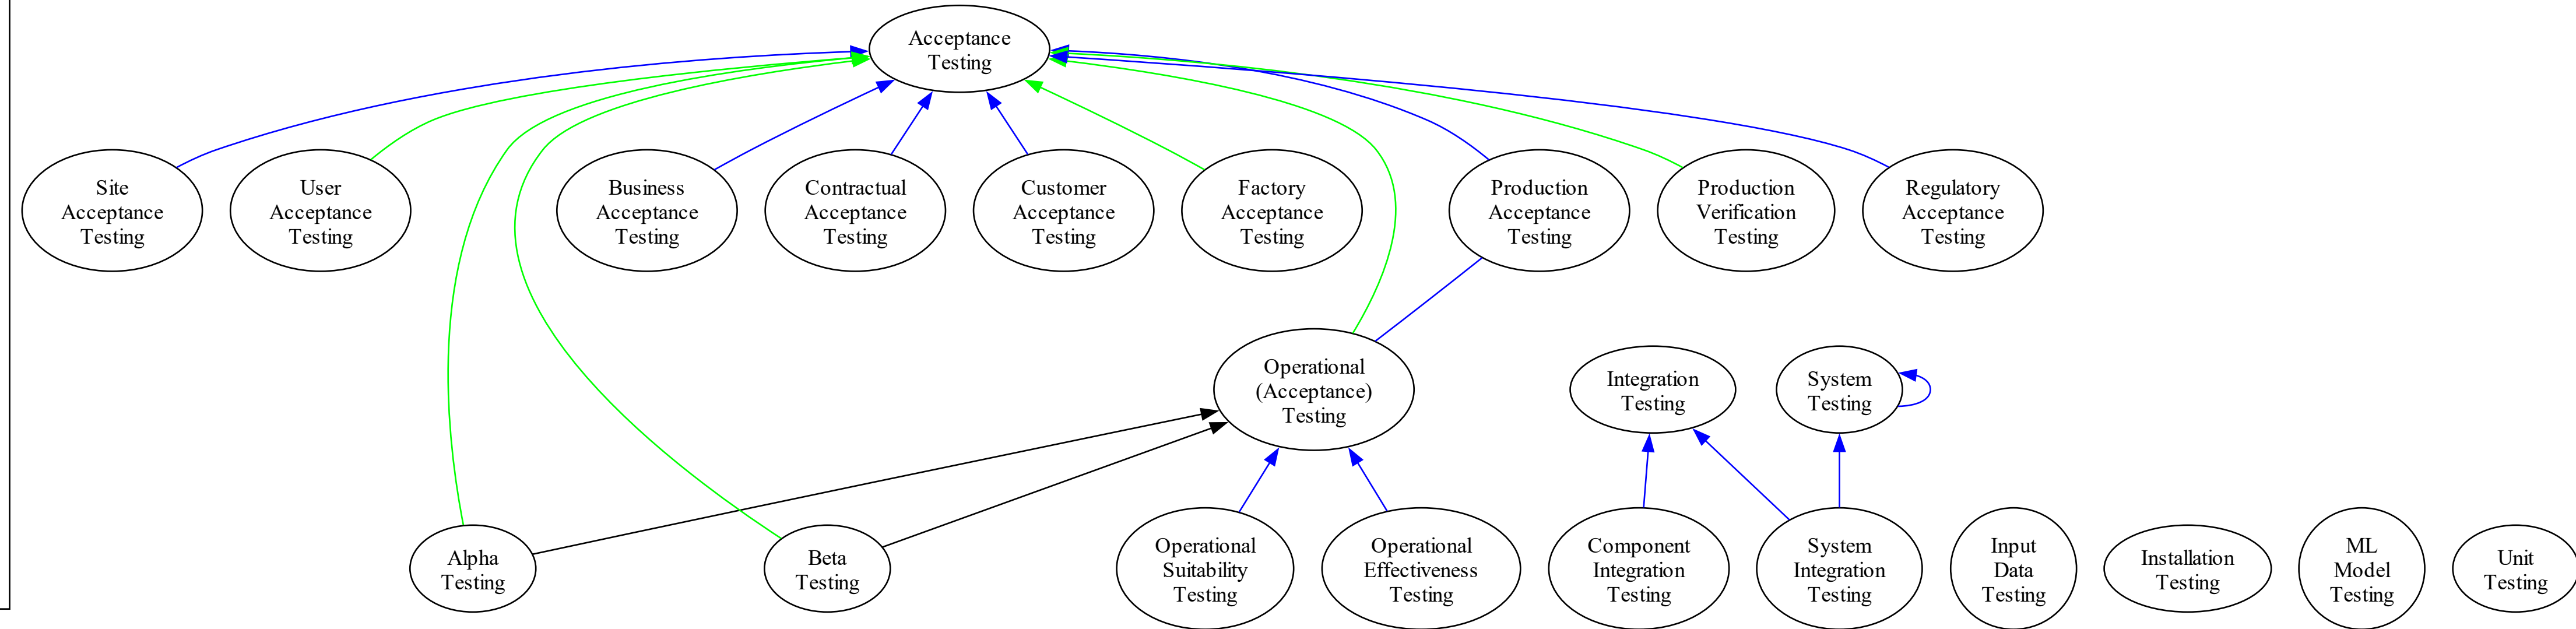 Acceptance
Testing
Site
Acceptance
Testing
User
Acceptance
Testing
Business
Acceptance
Testing
Contractual
Acceptance
Testing
Customer
Acceptance
Testing
Factory
Acceptance
Testing
Production
Acceptance
Testing
Production
Verification
Testing
Regulatory
Acceptance
Testing
Operational
(Acceptance)
Testing
Integration
Testing
System
Testing
Alpha
Testing
Beta
Testing
Operational
Suitability
Testing
Operational
Effectiveness
Testing
Component
Integration
Testing
System
Integration
Testing
Input
Data
Testing
Installation
Testing
ML
Model
Testing
Unit
Testing